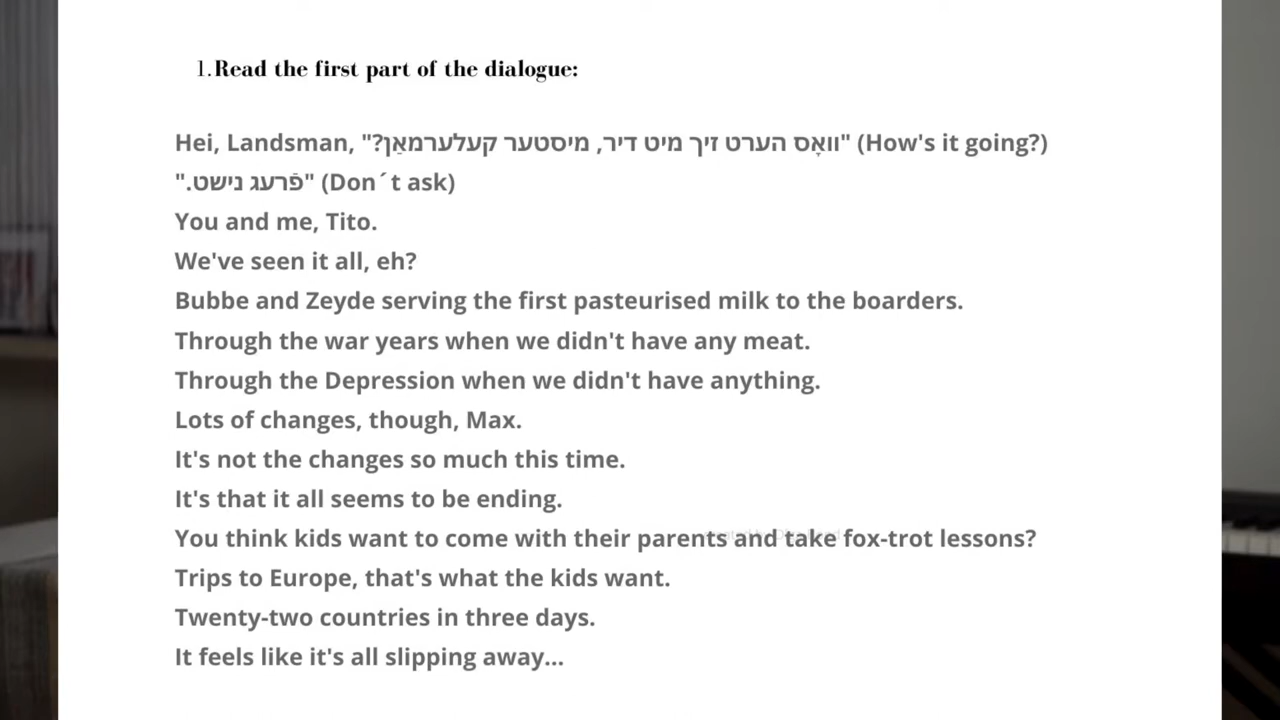 1.Read the first part of the dialogue:
Hei, Landsman, "וואָס הערט זיך מיט דיר, מיסטער קעלערמאַן?" (How's it going?)
"פֿרעג נישט." (Don´t ask)
You and me, Tito.
We've seen it all, eh?
Bubbe and Zeyde serving the first pasteurised milk to the boarders.
Through the war years when we didn't have any meat.
Through the Depression when we didn't have anything.
Lots of changes, though, Max.
It's not the changes so much this time.
It's that it all seems to be ending.
You think kids want to come with their parents and take fox-trot lessons?
Trips to Europe, that's what the kids want.
Twenty-two countries in three days.
It feels like it's all slipping away...